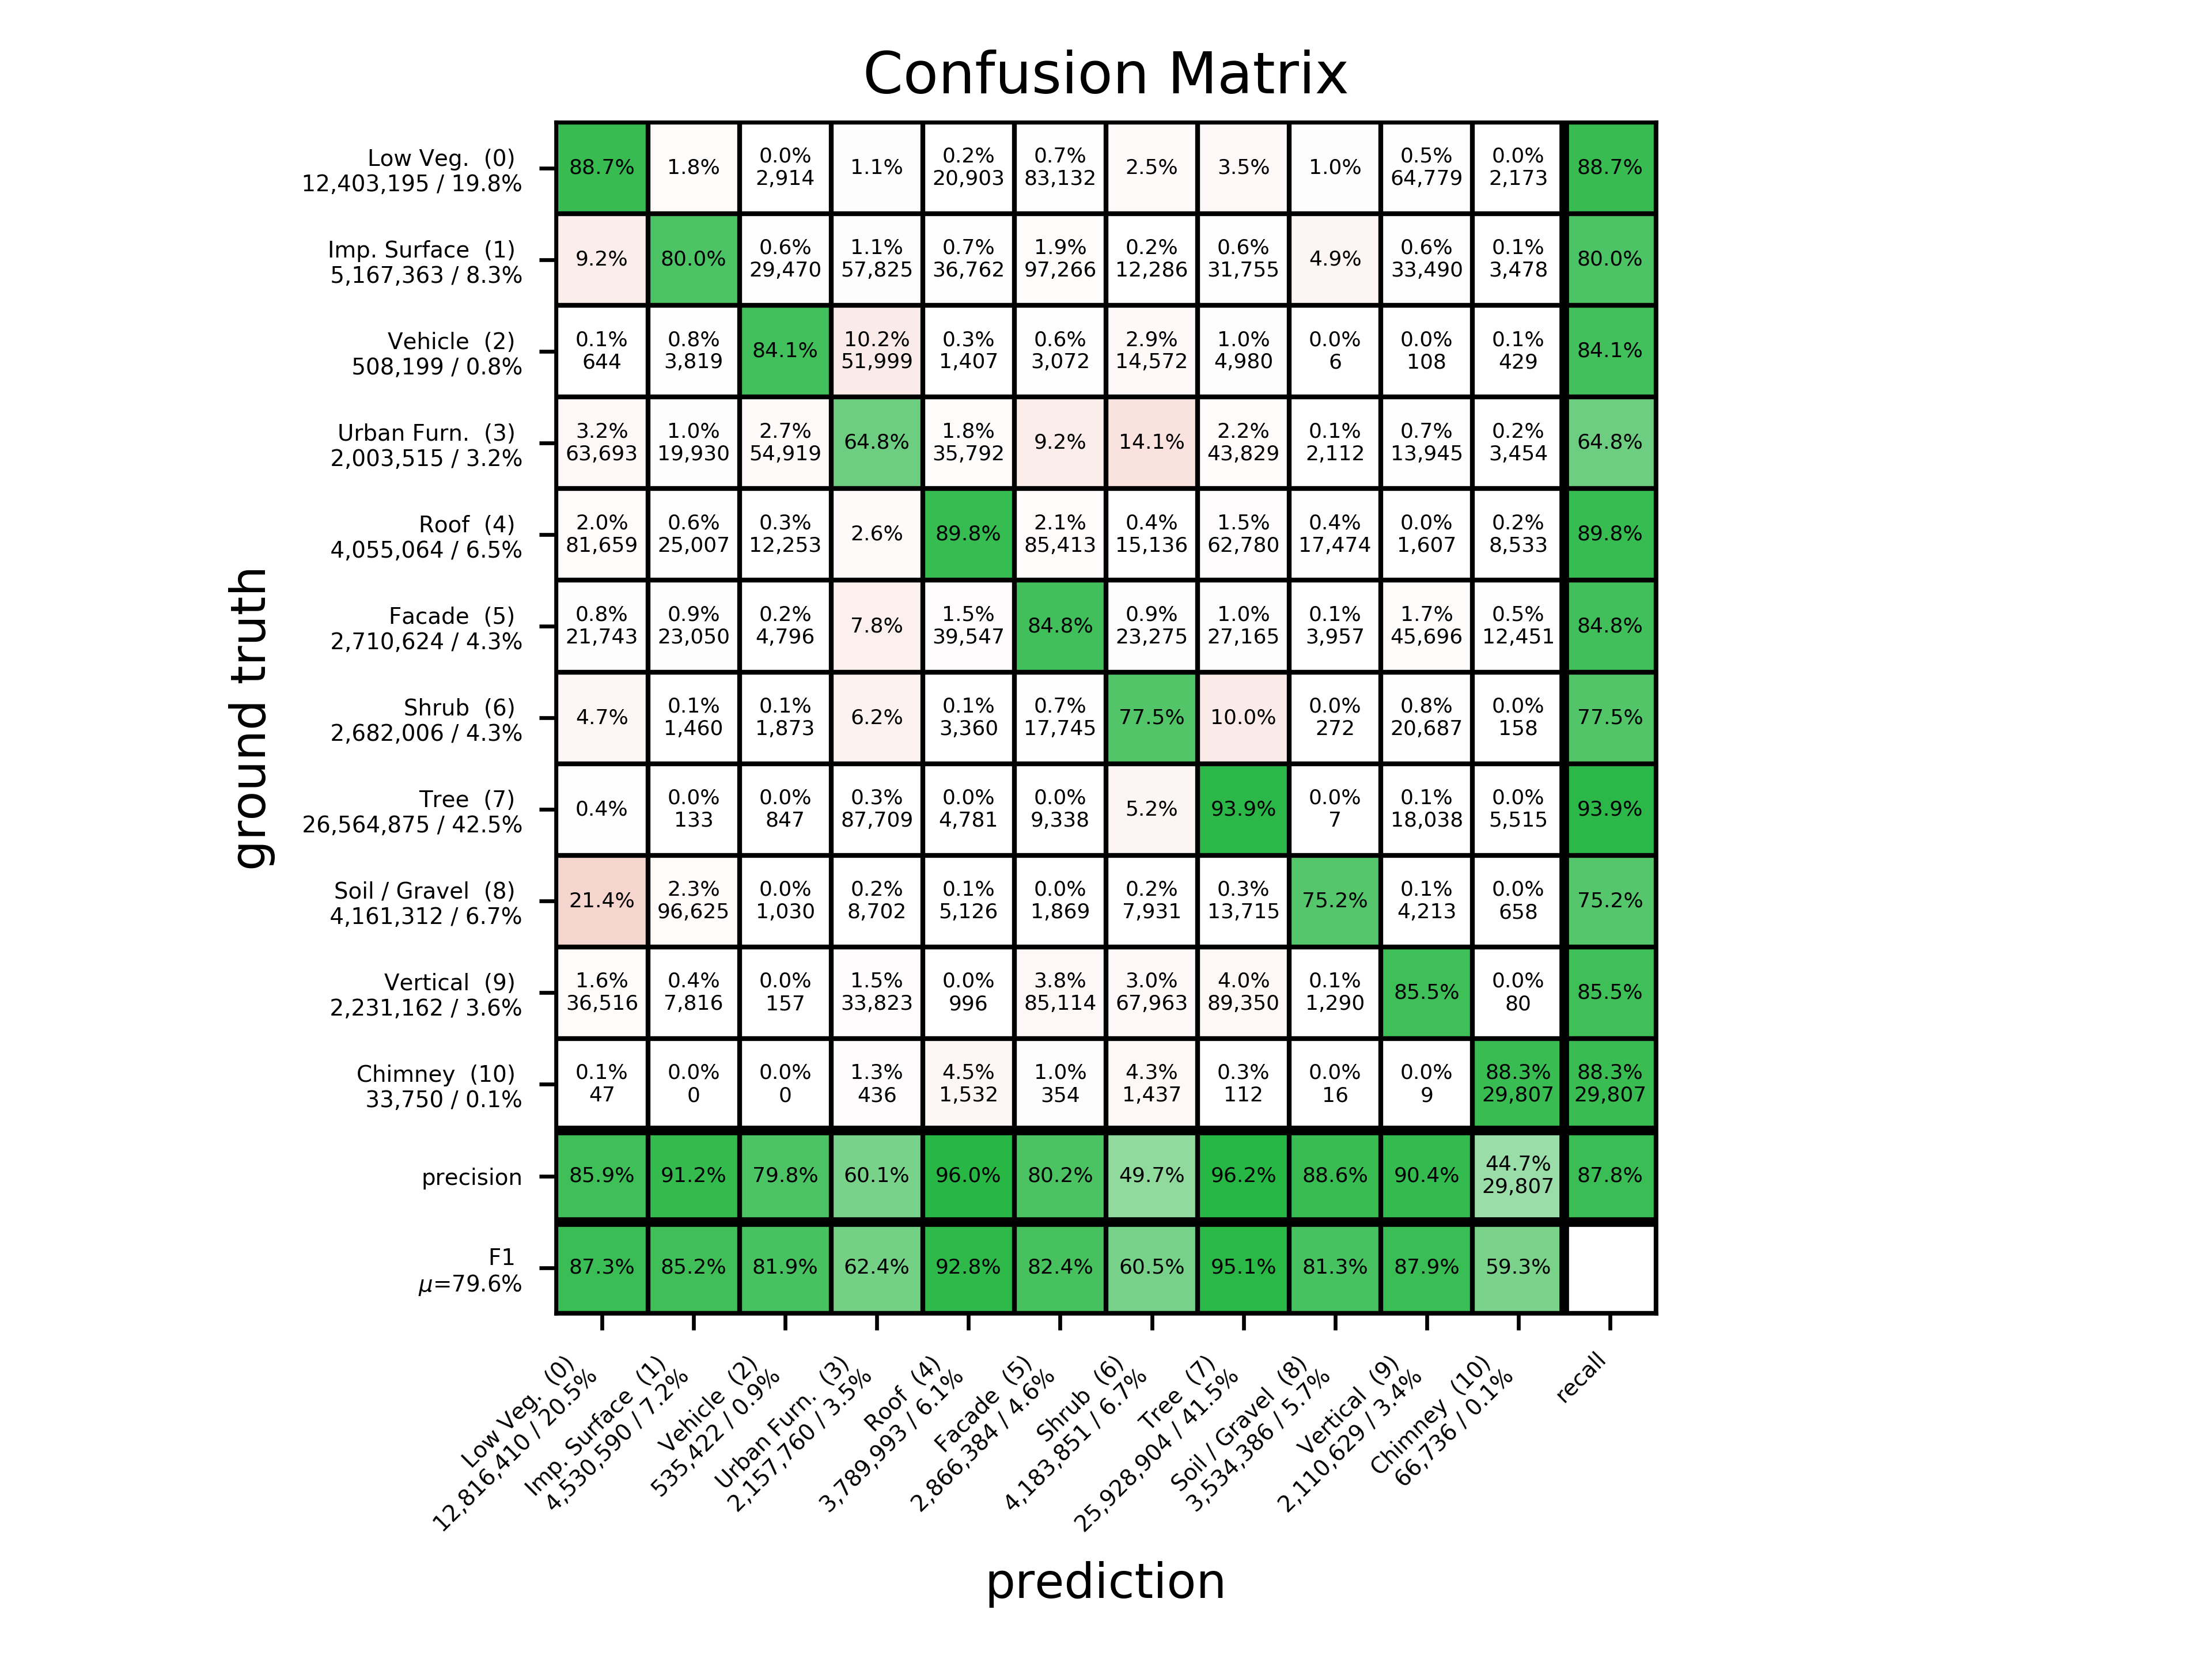 Confusion Matrix
Low Veg. (0)
12,403,195 / 19.8%
88.7% 1.8% 0.0% 1.1% 0.2% 0.7% 2.5% 3.5% 1.0% 0.5% 0.0% 88.7%
2,914 20,903 83,132 64,779 2,173
Imp. Surface (1)
5,167,363 / 8.3%
9.2% 80.0% 0.6% 1.1% 0.7% 1.9% 0.2% 0.6% 4.9% 0.6% 0.1% 80.0%
29,470 57,825 36,762 97,266 12,286 31,755 33,490 3,478
Vehicle (2)
508,199 / 0.8%
0.1% 0.8% 84.1% 10.2% 0.3% 0.6% 2.9% 1.0% 0.0% 0.0% 0.1% 84.1%
644 3,819 51,999 1,407 3,072 14,572 4,980 6 108 429
Urban Furn. (3)
2,003,515 / 3.2%
3.2% 1.0% 2.7% 64.8% 1.8% 9.2% 14.1% 2.2% 0.1% 0.7% 0.2% 64.8%
63,693 19,930 54,919 35,792 43,829 2,112 13,945 3,454
Roof (4)
4,055,064 / 6.5%
2.0% 0.6% 0.3% 2.6% 89.8% 2.1% 0.4% 1.5% 0.4% 0.0% 0.2% 89.8%
81,659 25,007 12,253 85,413 15,136 62,780 17,474 1,607 8,533
Facade (5)
2,710,624 / 4.3%
0.8% 0.9% 0.2% 7.8% 1.5% 84.8% 0.9% 1.0% 0.1% 1.7% 0.5% 84.8%
21,743 23,050 4,796 39,547 23,275 27,165 3,957 45,696 12,451
Shrub (6)
2,682,006 / 4.3%
4.7% 0.1% 0.1% 6.2% 0.1% 0.7% 77.5% 10.0% 0.0% 0.8% 0.0% 77.5%
1,460 1,873 3,360 17,745 272 20,687 158
Tree (7)
26,564,875 / 42.5%
0.4% 0.0% 0.0% 0.3% 0.0% 0.0% 5.2% 93.9% 0.0% 0.1% 0.0% 93.9%
133 847 87,709 4,781 9,338 7 18,038 5,515
Soil / Gravel (8)
4,161,312 / 6.7%
21.4% 2.3% 0.0% 0.2% 0.1% 0.0% 0.2% 0.3% 75.2% 0.1% 0.0% 75.2%
96,625 1,030 8,702 5,126 1,869 7,931 13,715 4,213 658
Vertical (9)
2,231,162 / 3.6%
1.6% 0.4% 0.0% 1.5% 0.0% 3.8% 3.0% 4.0% 0.1% 85.5% 0.0% 85.5%
36,516 7,816 157 33,823 996 85,114 67,963 89,350 1,290 80
Chimney (10)
33,750 / 0.1%
0.1% 0.0% 0.0% 1.3% 4.5% 1.0% 4.3% 0.3% 0.0% 0.0% 88.3% 88.3%
47 0 0 436 1,532 354 1,437 112 16 9 29,807 29,807
precision
85.9% 91.2% 79.8% 60.1% 96.0% 80.2% 49.7% 96.2% 88.6% 90.4% 44.7% 87.8%
29,807
F1
μ=79.6%
87.3% 85.2% 81.9% 62.4% 92.8% 82.4% 60.5% 95.1% 81.3% 87.9% 59.3%
ground truth
Low Veg. (0)
12,816,410 / 20.5%
Imp. Surface (1)
4,530,590 / 7.2%
Vehicle (2)
535,422 / 0.9%
Urban Furn. (3)
2,157,760 / 3.5%
Roof (4)
3,789,993 / 6.1%
Facade (5)
2,866,384 / 4.6%
Shrub (6)
4,183,851 / 6.7%
Tree (7)
25,928,904 / 41.5%
Soil / Gravel (8)
3,534,386 / 5.7%
Vertical (9)
2,110,629 / 3.4%
Chimney (10)
66,736 / 0.1%
recall
prediction